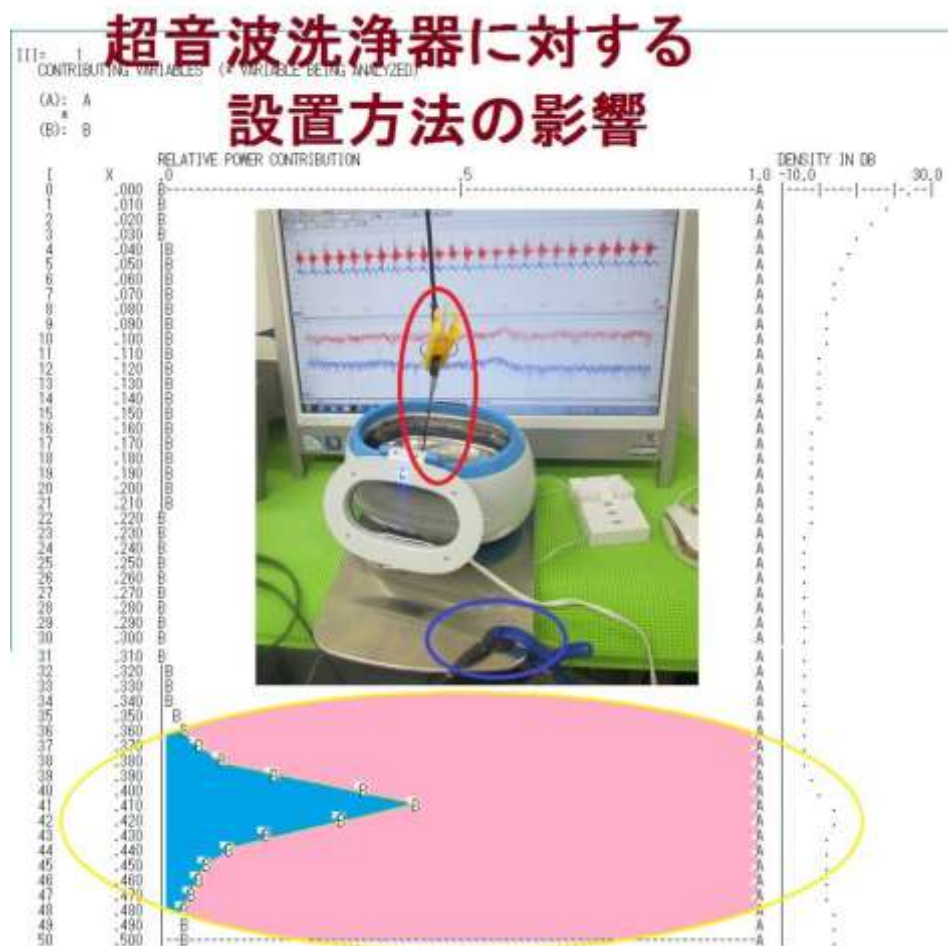 超音波洗浄器に対する
設置方法の影響
III= 1
CONTRIBUTING VARIABLES (* VARIABLE BEING ANALYZED)
(A): A
*
(B): B
RELATIVE POWER CONTRIBUTION DENSITY IN DB
I X .0 .5 1.0 -10.0 30.0
0 .000 B A
1 .010 B A
2 .020 B A
3 .030 B A
4 .040 B A
5 .050 B A
6 .060 B A
7 .070 B A
8 .080 B A
9 .090 B A
10 .100 B A
11 .110 B A
12 .120 B A
13 .130 B A
14 .140 B A
15 .150 B A
16 .160 B A
17 .170 B A
18 .180 B A
19 .190 B A
20 .200 B A
21 .210 B A
22 .220 B A
23 .230 B A
24 .240 B A
25 .250 B A
26 .260 B A
27 .270 B A
28 .280 B A
29 .290 B A
30 .300 B A
31 .310 B A
32 .320 B A
33 .330 B A
34 .340 B A
35 .350 B A
36 .360 B A
37 .370 B A
38 .380 B A
39 .390 B A
40 .400 B A
41 .410 B A
42 .420 B A
43 .430 B A
44 .440 B A
45 .450 B A
46 .460 B A
47 .470 B A
48 .480 B A
49 .490 B A
50 .500 B A